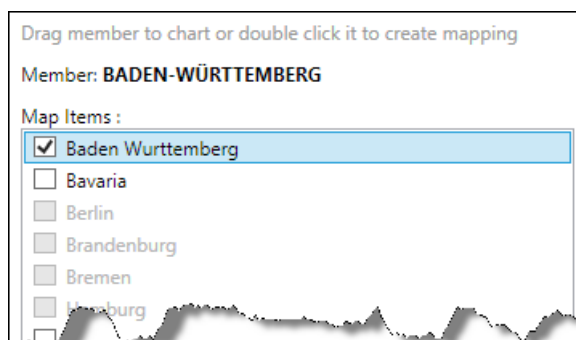 Drag member to chart or double click it to create mapping
Member: BADEN-WÜRTTEMBERG
Map Items :
Baden Wurttemberg
Bavaria
Berlin
Brandenburg
Bremen
Hamburg